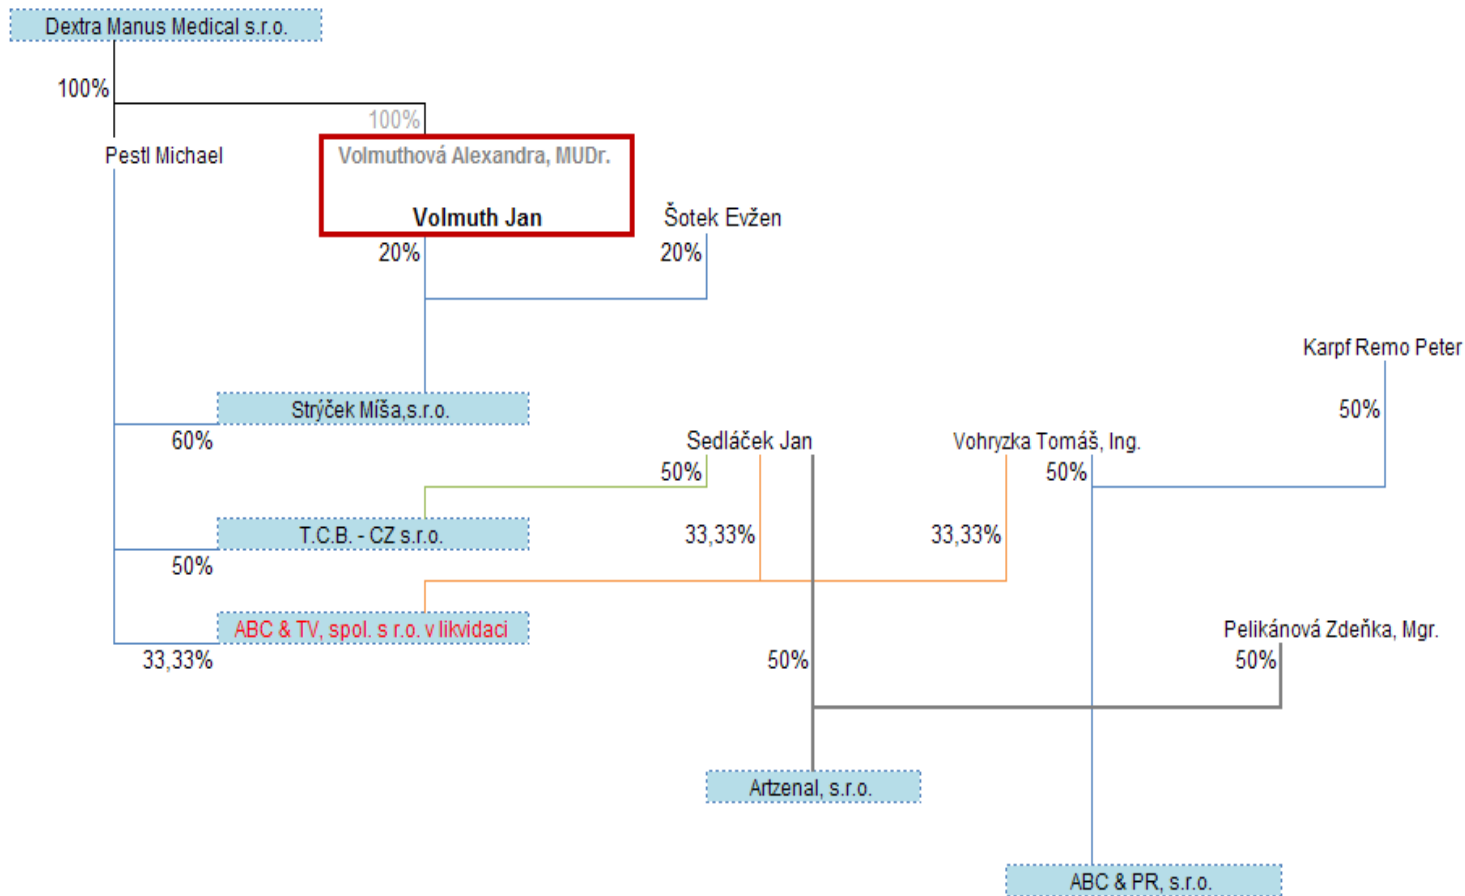 Dextra Manus Medical s.r.o.
100%
100%
Pestl Michael
Volmuthová Alexandra, MUDr.
Volmuth Jan
Šotek Evžen
20%
20%
Karpf Remo Peter
Strýček Míša,s.r.o.
50%
60%
Sedláček Jan
Vohryzka Tomáš, Ing.
50%
50%
T.C.B. - CZ s.r.o.
33,33%
33,33%
50%
ABC & TV, spol. s r.o. v likvidaci
Pelikánová Zdeňka, Mgr.
33,33%
50%
50%
Artzenal, s.r.o.
ABC & PR, s.r.o.